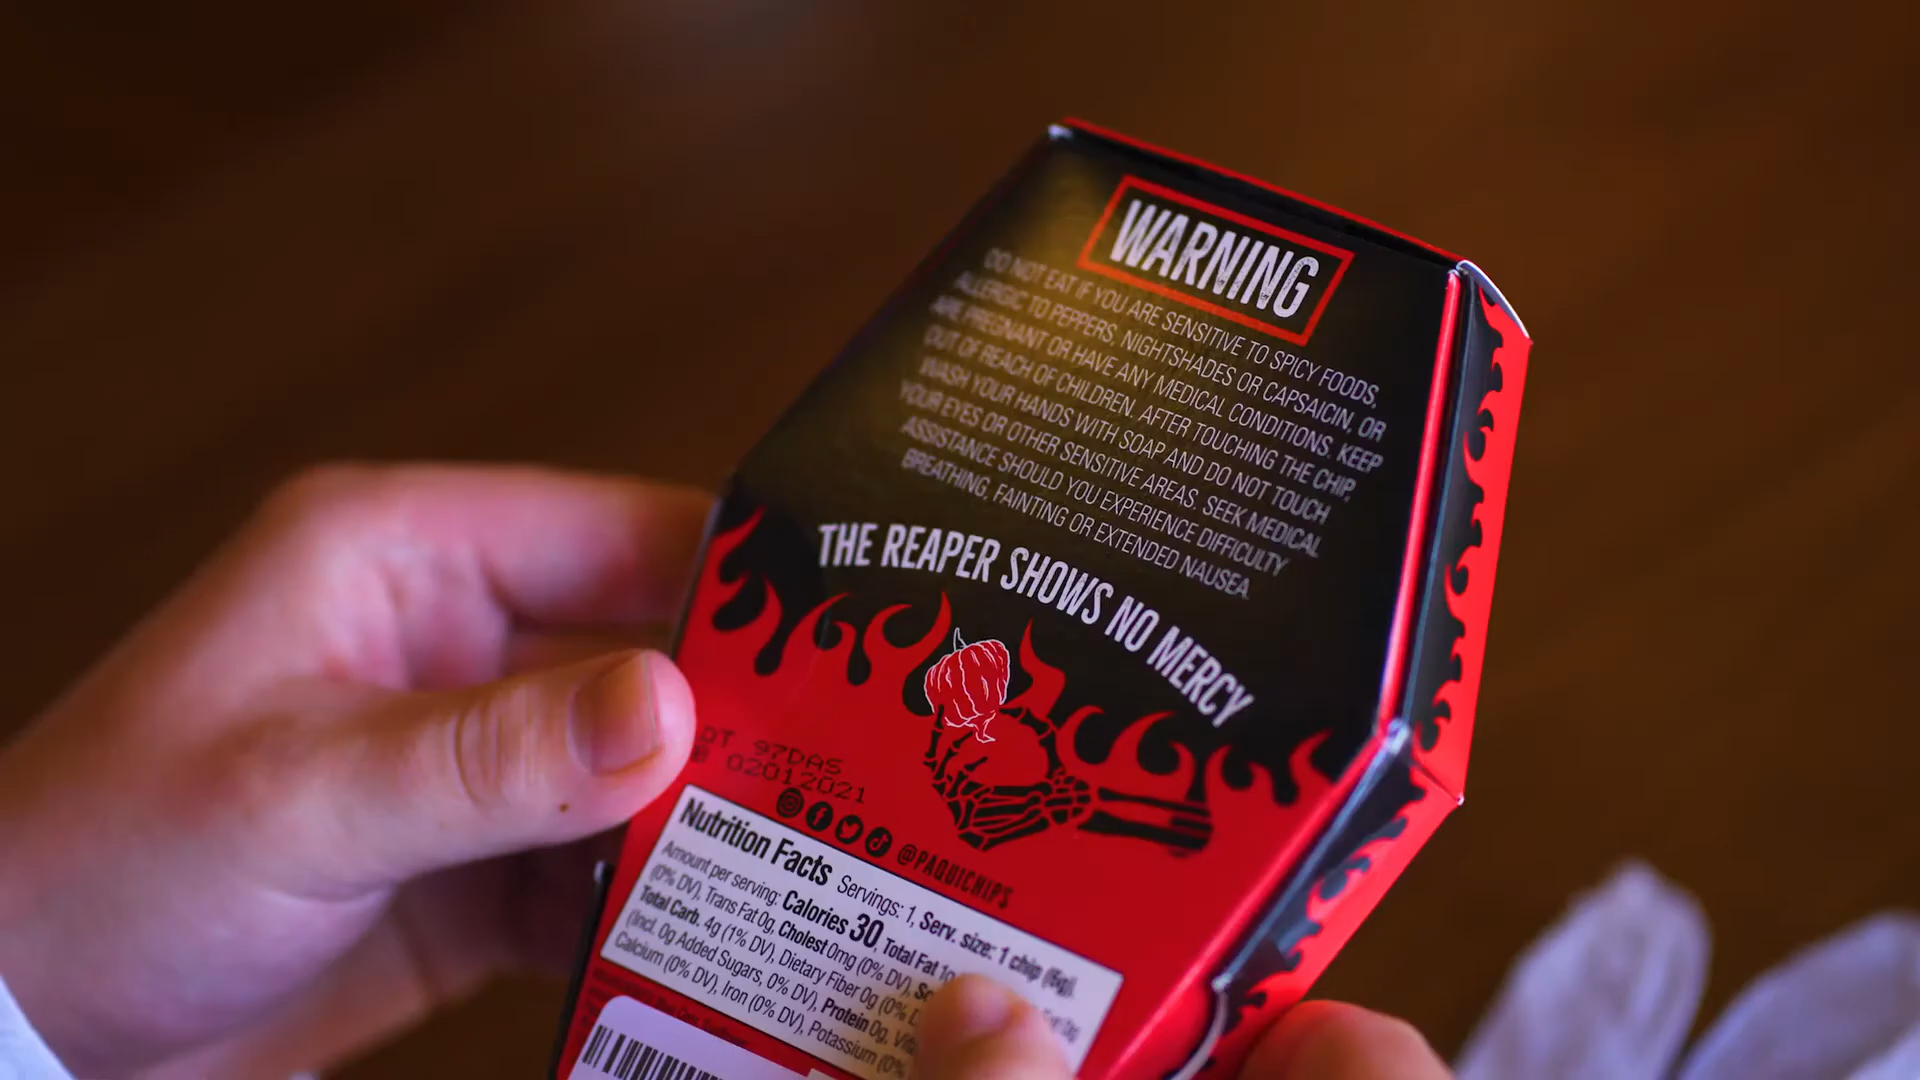 WARNING
DO NOT EAT IF YOU ARE SENSITIVE TO SPICY FOODS,
ALLERGIC TO PEPPERS, NIGHTSHADES OR CAPSAICIN, OR
ARE PREGNANT OR HAVE ANY MEDICAL CONDITIONS. KEEP
OUT OF REACH OF CHILDREN. AFTER TOUCHING THE CHIP,
WASH YOUR HANDS WITH SOAP AND DO NOT TOUCH
YOUR EYES OR OTHER SENSITIVE AREAS. SEEK MEDICAL
ASSISTANCE SHOULD YOU EXPERIENCE DIFFICULTY
BREATHING, FAINTING OR EXTENDED NAUSEA.
THE REAPER SHOWS NO MERCY
97DAS
02012021
@PAQUICHIPS
Nutrition Facts Servings: 1, Serv. size: 1 chip (6g),
Amount per serving: Calories 30, Total Fat
(0% DV), Trans Fat 0g, Cholest 0mg (0% DV),
Total Carb. 4g (1% DV), Dietary Fiber 0g (0%
(Incl. 0g Added Sugars, 0% DV), Protein 0g,
Calcium (0% DV), Iron (0% DV), Potassium (0%